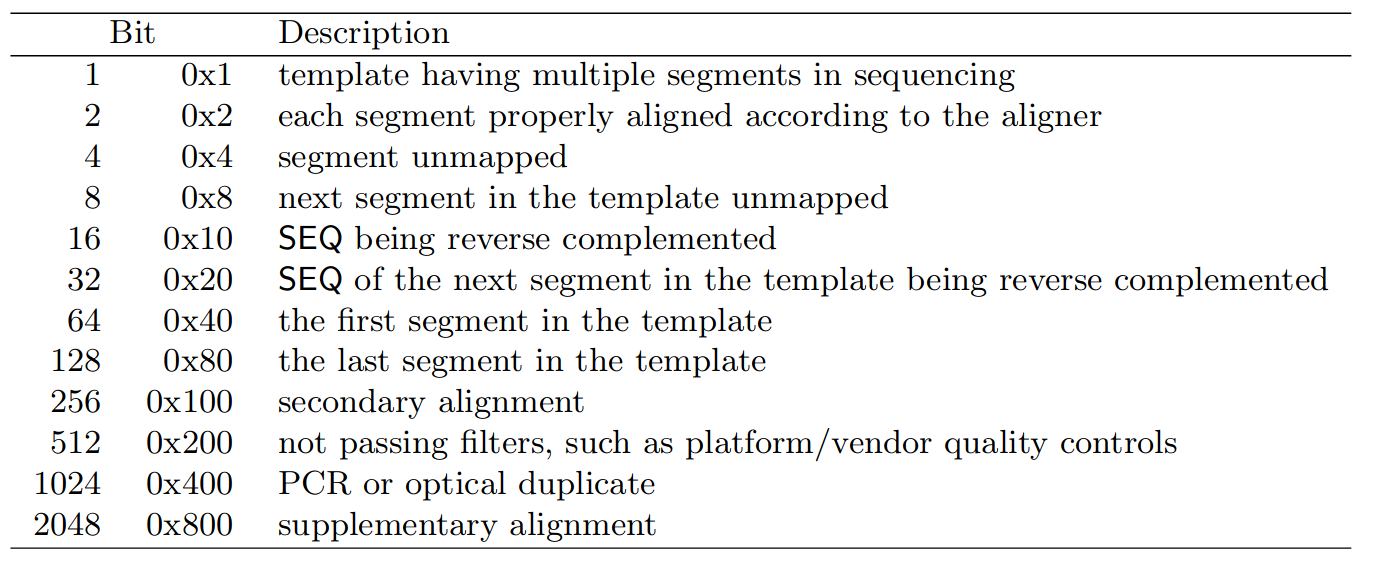 Bit Description
1 0x1 template having multiple segments in sequencing
2 0x2 each segment properly aligned according to the aligner
4 0x4 segment unmapped
8 0x8 next segment in the template unmapped
16 0x10 SEQ being reverse complemented
32 0x20 SEQ of the next segment in the template being reverse complemented
64 0x40 the first segment in the template
128 0x80 the last segment in the template
256 0x100 secondary alignment
512 0x200 not passing filters, such as platform/vendor quality controls
1024 0x400 PCR or optical duplicate
2048 0x800 supplementary alignment